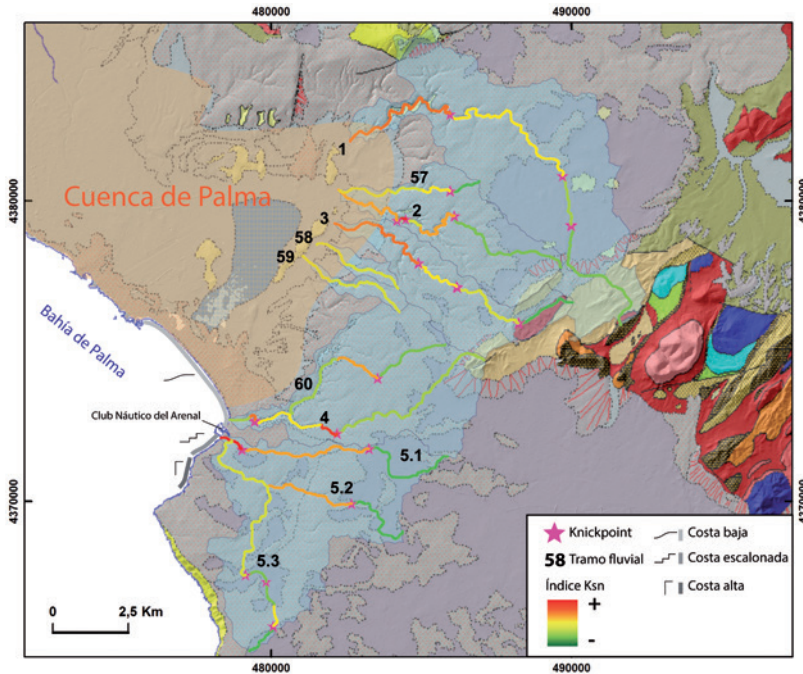 480000
490000
1
57
4380000
4380000
Cuenca de Palma
2
3
58
59
Bahía de Palma
60
Club Náutico del Arenal
4
5.1
5.2
4370000
4370000
5.3
Knickpoint
58 Tramo fluvial
Índice Ksn
+
-
Costa baja
Costa escalonada
Costa alta
0
2,5 Km
480000
490000